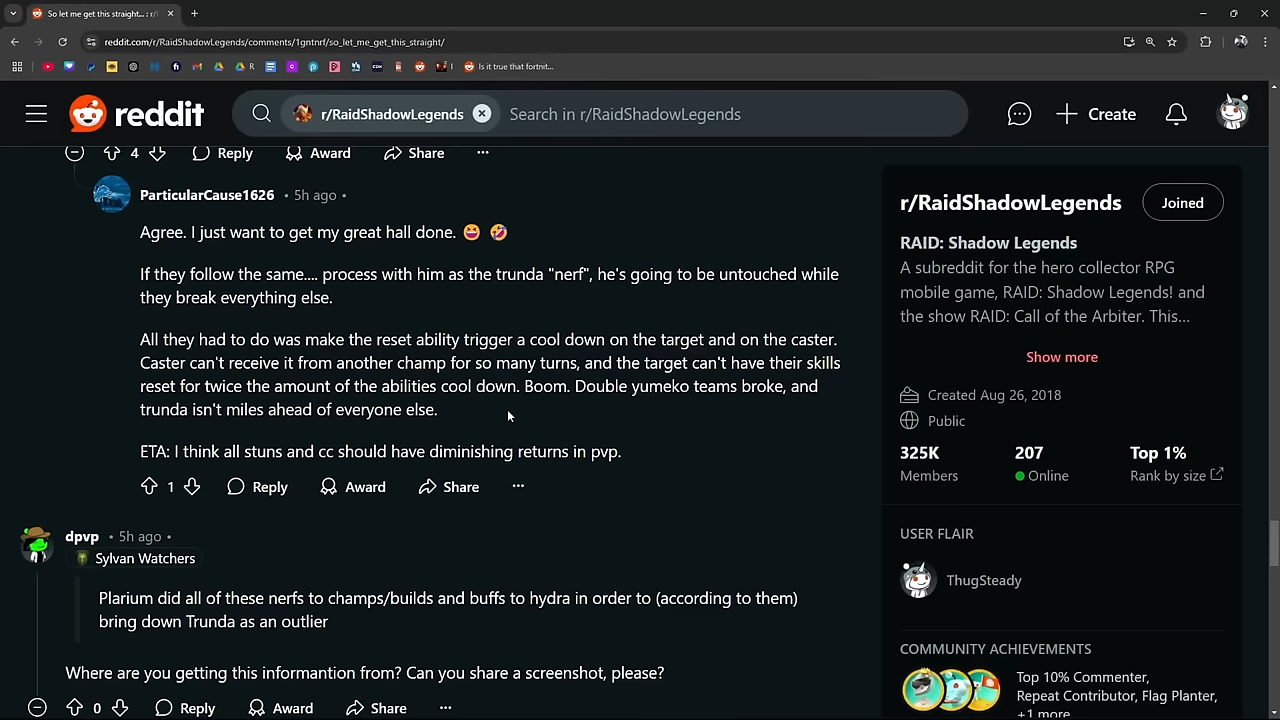 So let me get this straight... : r/
reddit.com/r/RaidShadowLegends/comments/1gntnrf/so_let_me_get_this_straight/
Is it true that fortnit...
reddit
r/RaidShadowLegends
Search in r/RaidShadowLegends
Create
4
Reply
Award
Share
ParticularCause1626 • 5h ago •
Agree. I just want to get my great hall done. 😆 🤣
If they follow the same.... process with him as the trunda "nerf", he's going to be untouched while
they break everything else.
All they had to do was make the reset ability trigger a cool down on the target and on the caster.
Caster can't receive it from another champ for so many turns, and the target can't have their skills
reset for twice the amount of the abilities cool down. Boom. Double yumeko teams broke, and
trunda isn't miles ahead of everyone else.
ETA: I think all stuns and cc should have diminishing returns in pvp.
1
Reply
Award
Share
dpvp • 5h ago •
Sylvan Watchers
Plarium did all of these nerfs to champs/builds and buffs to hydra in order to (according to them)
bring down Trunda as an outlier
Where are you getting this informantion from? Can you share a screenshot, please?
0
Reply
Award
Share
r/RaidShadowLegends
Joined
RAID: Shadow Legends
A subreddit for the hero collector RPG
mobile game, RAID: Shadow Legends! and
the show RAID: Call of the Arbiter. This...
Show more
Created Aug 26, 2018
Public
325K
Members
207
Online
Top 1%
Rank by size
USER FLAIR
ThugSteady
COMMUNITY ACHIEVEMENTS
Top 10% Commenter,
Repeat Contributor, Flag Planter,
+1 more